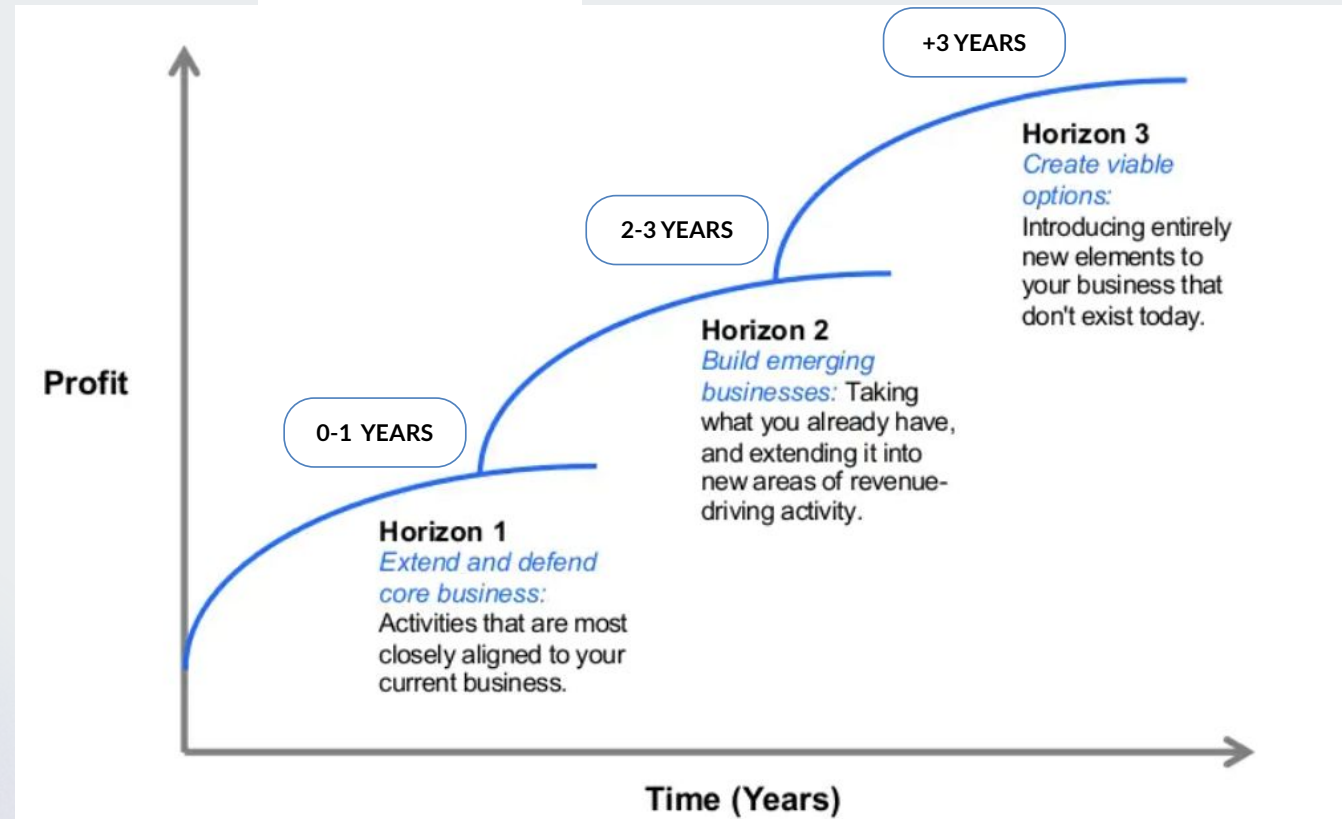 +3 YEARS
Horizon 3
Create viable
options:
Introducing entirely
new elements to
your business that
don't exist today.
2-3 YEARS
Horizon 2
Build emerging
businesses: Taking
what you already have,
and extending it into
new areas of revenue-
driving activity.
Profit
0-1 YEARS
Horizon 1
Extend and defend
core business:
Activities that are most
closely aligned to your
current business.
Time (Years)